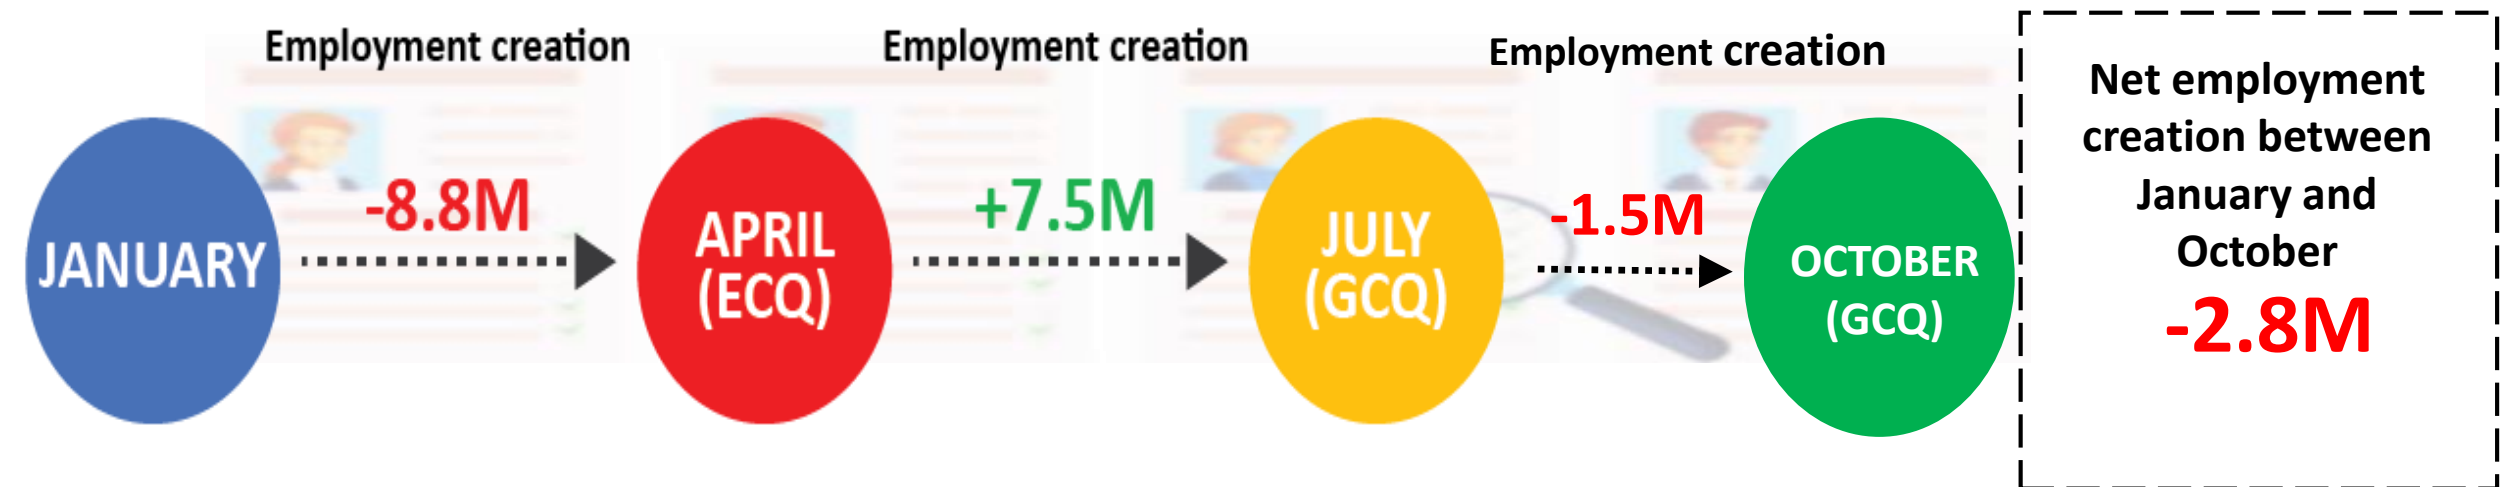 Employment creation
Employment creation
Employment creation
JANUARY
-8.8M
APRIL
(ECQ)
+7.5M
JULY
(GCQ)
-1.5M
OCTOBER
(GCQ)
Net employment
creation between
January and
October
-2.8M